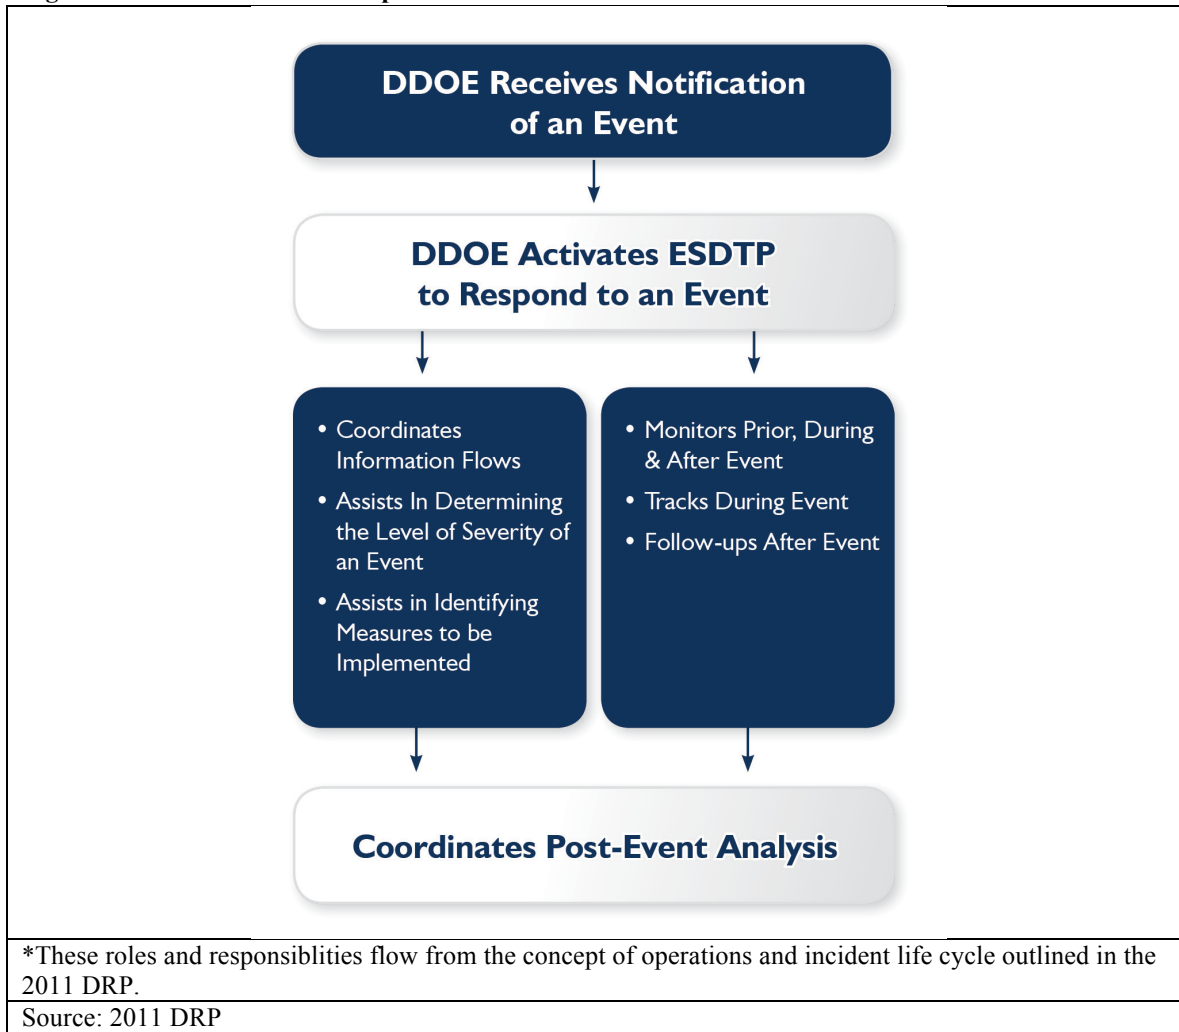 DDOE Receives Notification
of an Event
DDOE Activates ESDTP
to Respond to an Event
• Coordinates
Information Flows
• Assists In Determining
the Level of Severity of
an Event
• Assists in Identifying
Measures to be
Implemented
• Monitors Prior, During
& After Event
• Tracks During Event
• Follow-ups After Event
Coordinates Post-Event Analysis
*These roles and responsiblities flow from the concept of operations and incident life cycle outlined in the
2011 DRP.
Source: 2011 DRP